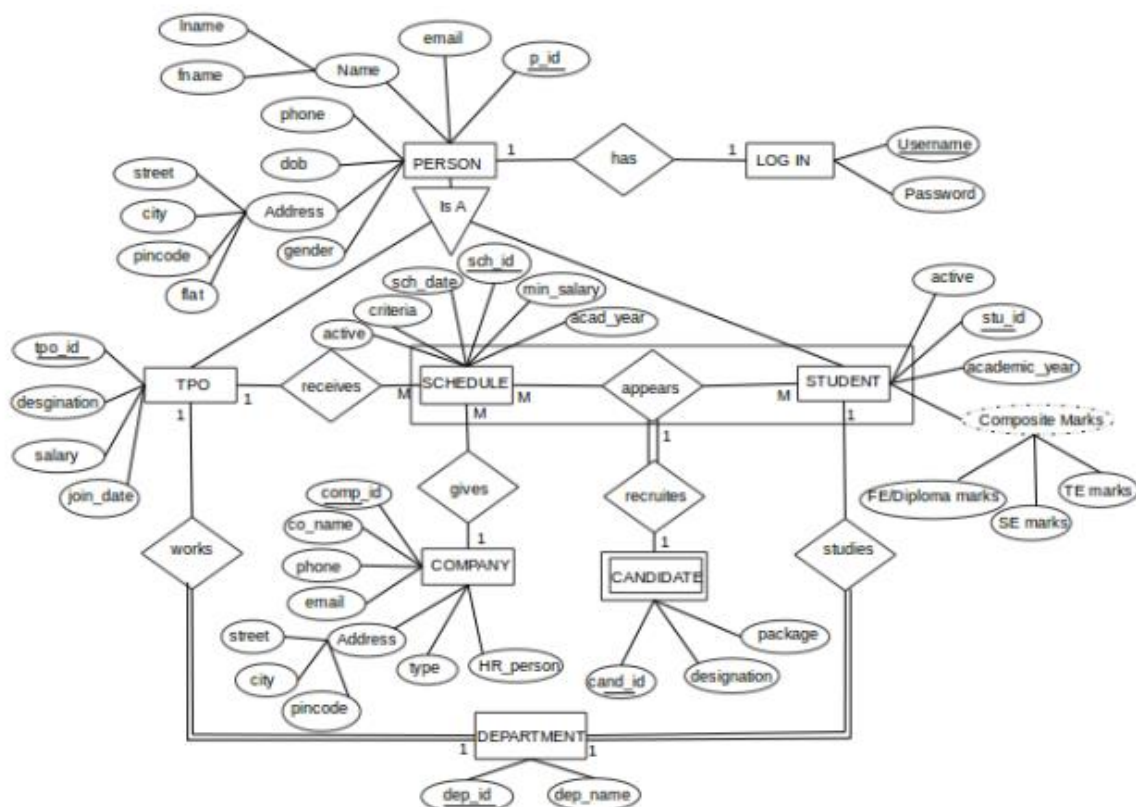 lname
email
p_id
fname
Name
phone
PERSON
1
has
1
LOG IN
Username
Password
dob
street
Address
Is A
city
gender
pincode
flat
sch_id
sch_date
min_salary
criteria
acad_year
active
active
stu_id
academic_year
Composite Marks
FE/Diploma marks
SE marks
TE marks
tpo_id
desgination
salary
join_date
TPO
1
receives
M
SCHEDULE
M
appears
M
STUDENT
1
M
1
1
gives
recruites
works
studies
comp_id
co_name
phone
email
1
COMPANY
1
CANDIDATE
street
Address
city
pincode
type
HR_person
package
designation
cand_id
1
DEPARTMENT
1
dep_id
dep_name